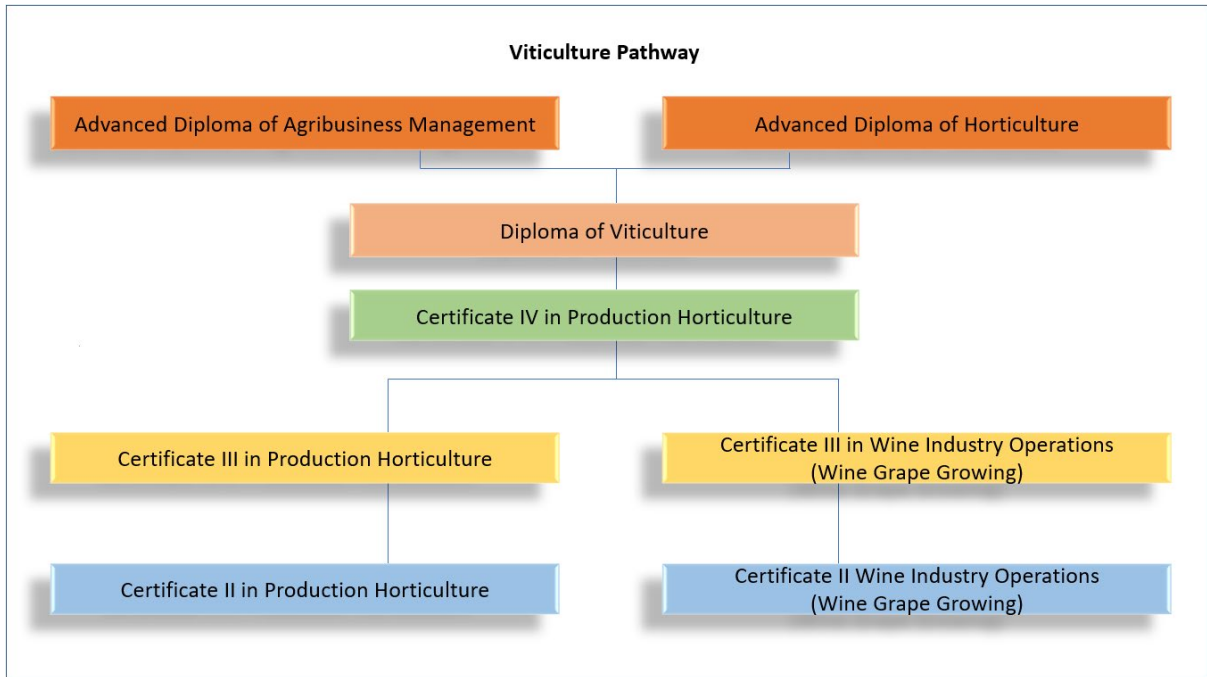 Viticulture Pathway
Advanced Diploma of Agribusiness Management
Advanced Diploma of Horticulture
Diploma of Viticulture
Certificate IV in Production Horticulture
Certificate III in Production Horticulture
Certificate III in Wine Industry Operations
(Wine Grape Growing)
Certificate II in Production Horticulture
Certificate II Wine Industry Operations
(Wine Grape Growing)